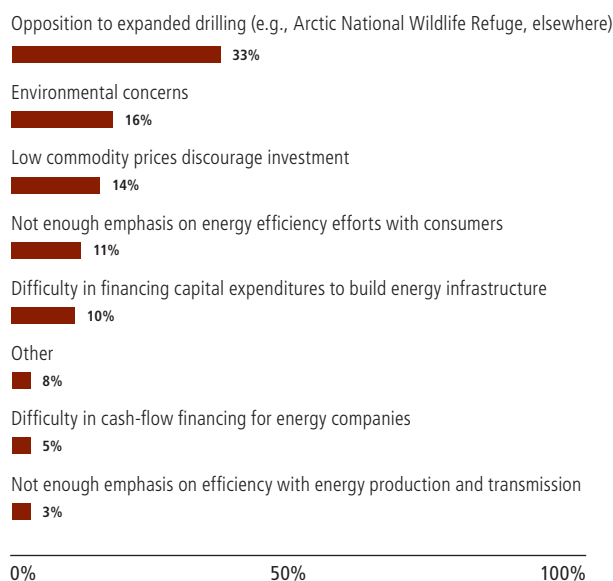 Opposition to expanded drilling (e.g., Arctic National Wildlife Refuge, elsewhere)
33%
Environmental concerns
16%
Low commodity prices discourage investment
14%
Not enough emphasis on energy efficiency efforts with consumers
11%
Difficulty in financing capital expenditures to build energy infrastructure
10%
Other
8%
Difficulty in cash-flow financing for energy companies
5%
Not enough emphasis on efficiency with energy production and transmission
3%
0% 50% 100%